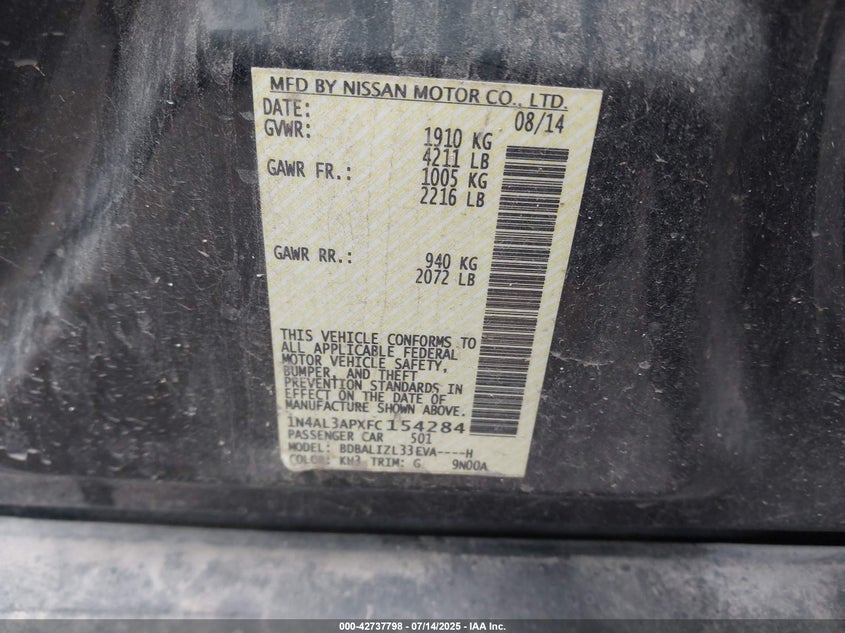 MFD BY NISSAN MOTOR CO., LTD.
DATE: 08/14
GVWR: 1910 KG
4211 LB
GAWR FR.: 1005 KG
2216 LB
GAWR RR.: 940 KG
2072 LB
THIS VEHICLE CONFORMS TO
ALL APPLICABLE FEDERAL
MOTOR VEHICLE SAFETY,
BUMPER, AND THEFT
PREVENTION STANDARDS IN
EFFECT ON THE DATE OF
MANUFACTURE SHOWN ABOVE.
1N4AL3APXFC154284
PASSENGER CAR 501
MODEL: BDBALIZL33EVA----H
COLOR: KH3 TRIM: G 9N00A
000-42737798 - 07/14/2025 - IAA Inc.